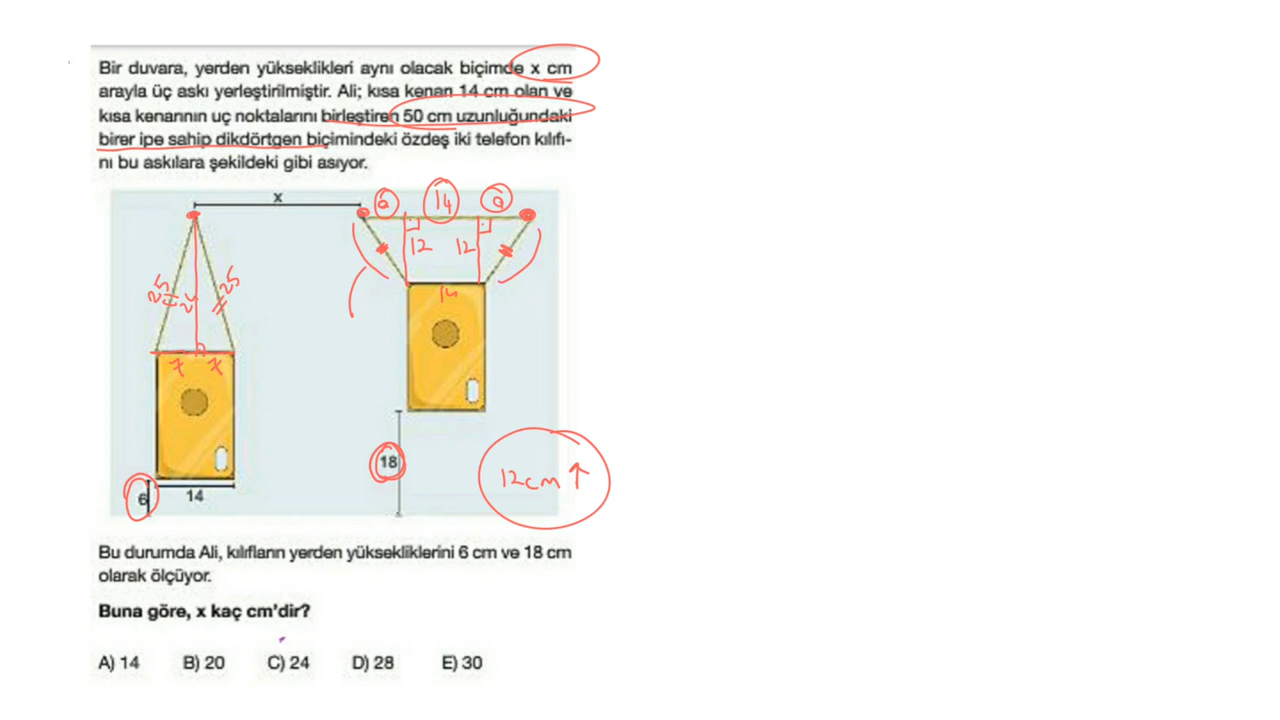 Bir duvara, yerden yükseklikleri aynı olacak biçimde x cm
arayla üç askı yerleştirilmiştir. Ali; kısa kenarı 14 cm olan ve
kısa kenarının uç noktalarını birleştiren 50 cm uzunluğundaki
birer ipe sahip dikdörtgen biçimindeki özdeş iki telefon kılıfı-
nı bu askılara şekildeki gibi asıyor.
x
a 14 a
12 12
25 24 25
14
7 7
18
12cm ↑
6
14
Bu durumda Ali, kılıfların yerden yüksekliklerini 6 cm ve 18 cm
olarak ölçüyor.
Buna göre, x kaç cm'dir?
A) 14 B) 20 C) 24 D) 28 E) 30